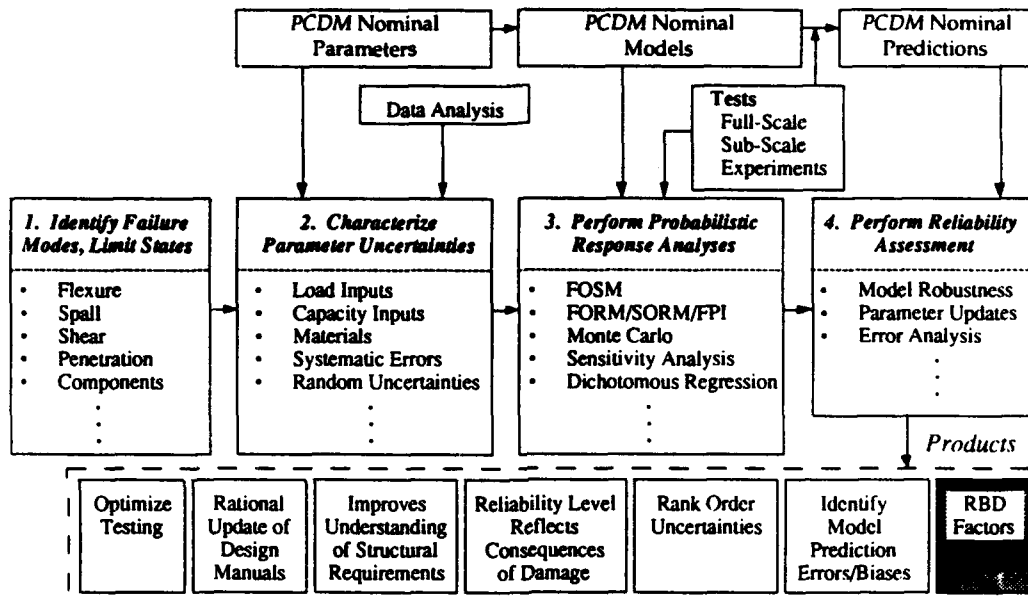 PCDM Nominal
Parameters
PCDM Nominal
Models
PCDM Nominal
Predictions
Data Analysis
Tests
Full-Scale
Sub-Scale
Experiments
1. Identify Failure
Modes, Limit States
• Flexure
• Spall
• Shear
• Penetration
• Components
2. Characterize
Parameter Uncertainties
• Load Inputs
• Capacity Inputs
• Materials
• Systematic Errors
• Random Uncertainties
3. Perform Probabilistic
Response Analyses
• FOSM
• FORM/SORM/FPI
• Monte Carlo
• Sensitivity Analysis
• Dichotomous Regression
4. Perform Reliability
Assessment
• Model Robustness
• Parameter Updates
• Error Analysis
Products
Optimize
Testing
Rational
Update of
Design
Manuals
Improves
Understanding
of Structural
Requirements
Reliability Level
Reflects
Consequences
of Damage
Rank Order
Uncertainties
Identify
Model
Prediction
Errors/Biases
RBD
Factors